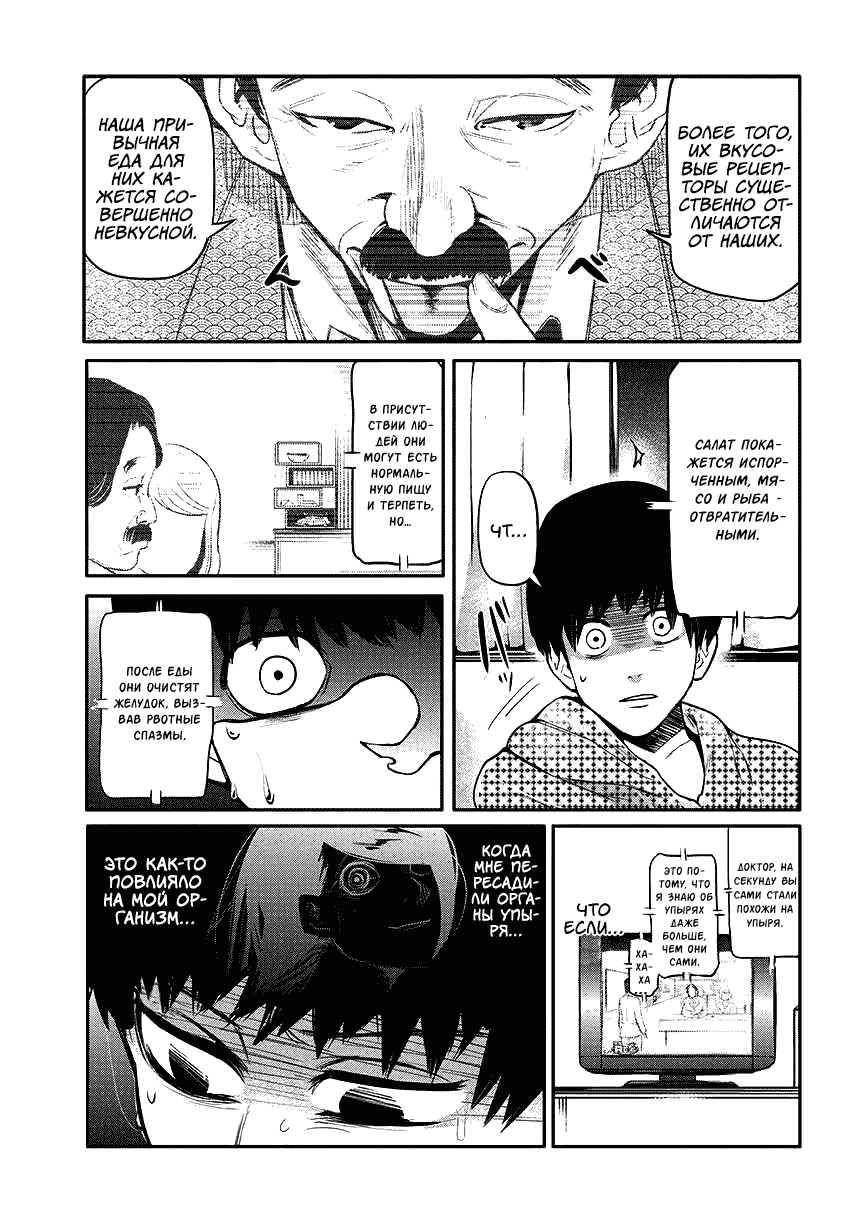 БОЛЕЕ ТОГО,
ИХ ВКУСО-
ВЫЕ РЕЦЕП-
ТОРЫ СУЩЕ-
СТВЕННО ОТ-
ЛИЧАЮТСЯ
ОТ НАШИХ.
НАША ПРИ-
ВЫЧНАЯ
ЕДА ДЛЯ
НИХ КА-
ЖЕТСЯ СО-
ВЕРШЕННО
НЕВКУСНОЙ.
べ
ん
САЛАТ ПОКА-
ЖЕТСЯ ИСПОР-
ЧЕННЫМ, МЯ-
СО И РЫБА -
ОТВРАТИТЕЛЬ-
НЫМИ.
ЧТ...
В ПРИСУТ-
СТВИИ ЛЮ-
ДЕЙ ОНИ
МОГУТ ЕСТЬ
НОРМАЛЬ-
НУЮ ПИЩУ
И ТЕРПЕТЬ,
НО...
ПОСЛЕ ЕДЫ
ОНИ ОЧИСТЯТ
ЖЕЛУДОК, ВЫЗ-
ВАВ РВОТНЫЕ
СПАЗМЫ.
ДОКТОР, НА
СЕКУНДУ ВЫ
САМИ СТАЛИ
ПОХОЖИ НА
УПЫРЯ.
ЭТО ПО-
ТОМУ, ЧТО
Я ЗНАЮ ОБ
УПЫРЯХ
ДАЖЕ
БОЛЬШЕ,
ЧЕМ ОНИ
САМИ.
ХА-
ХА-
ХА
...
ЧТО
ЕСЛИ...
КОГДА
МНЕ ПЕ-
РЕСАДИ-
ЛИ ОРГА-
НЫ УПЫ-
РЯ...
ЭТО КАК-ТО
ПОВЛИЯЛО
НА МОЙ ОР-
ГАНИЗМ...